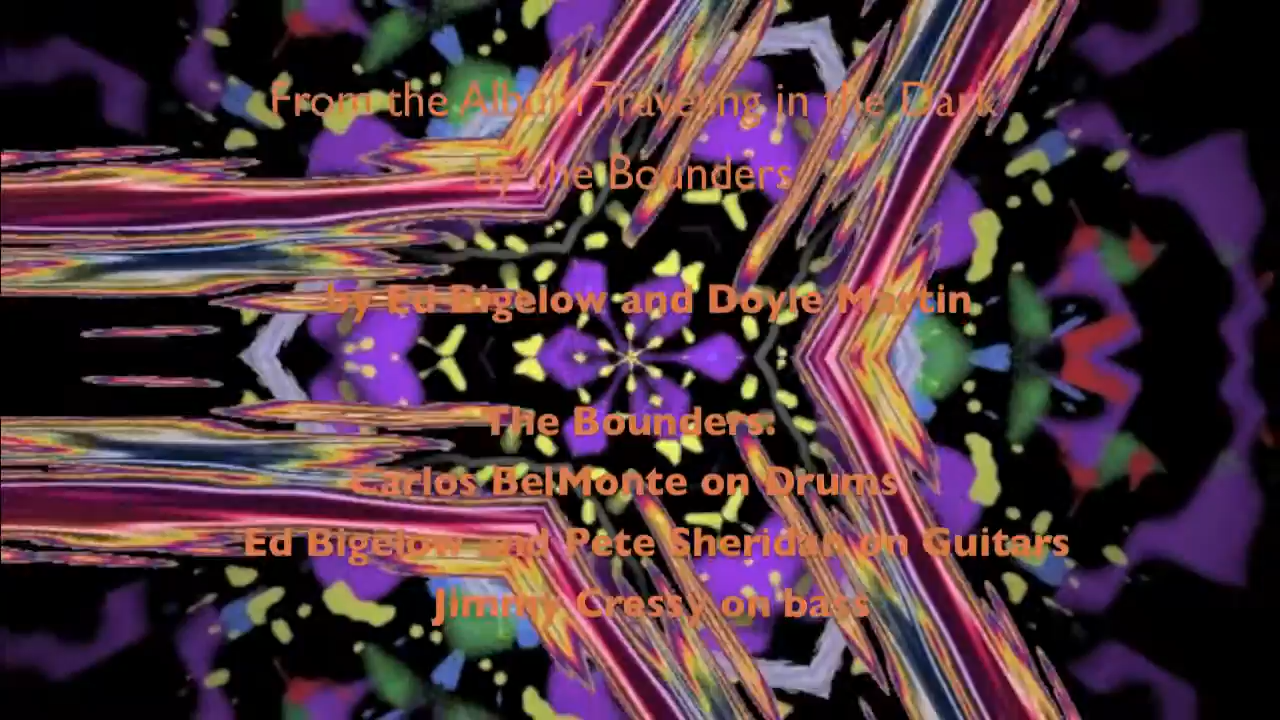 From the Album Traveling in the Dark
by the Bounders
by Ed Bigelow and Doyle Martin
The Bounders:
Carlos BelMonte on Drums
Ed Bigelow and Pete Sheridan on Guitars
Jimmy Cressy on bass